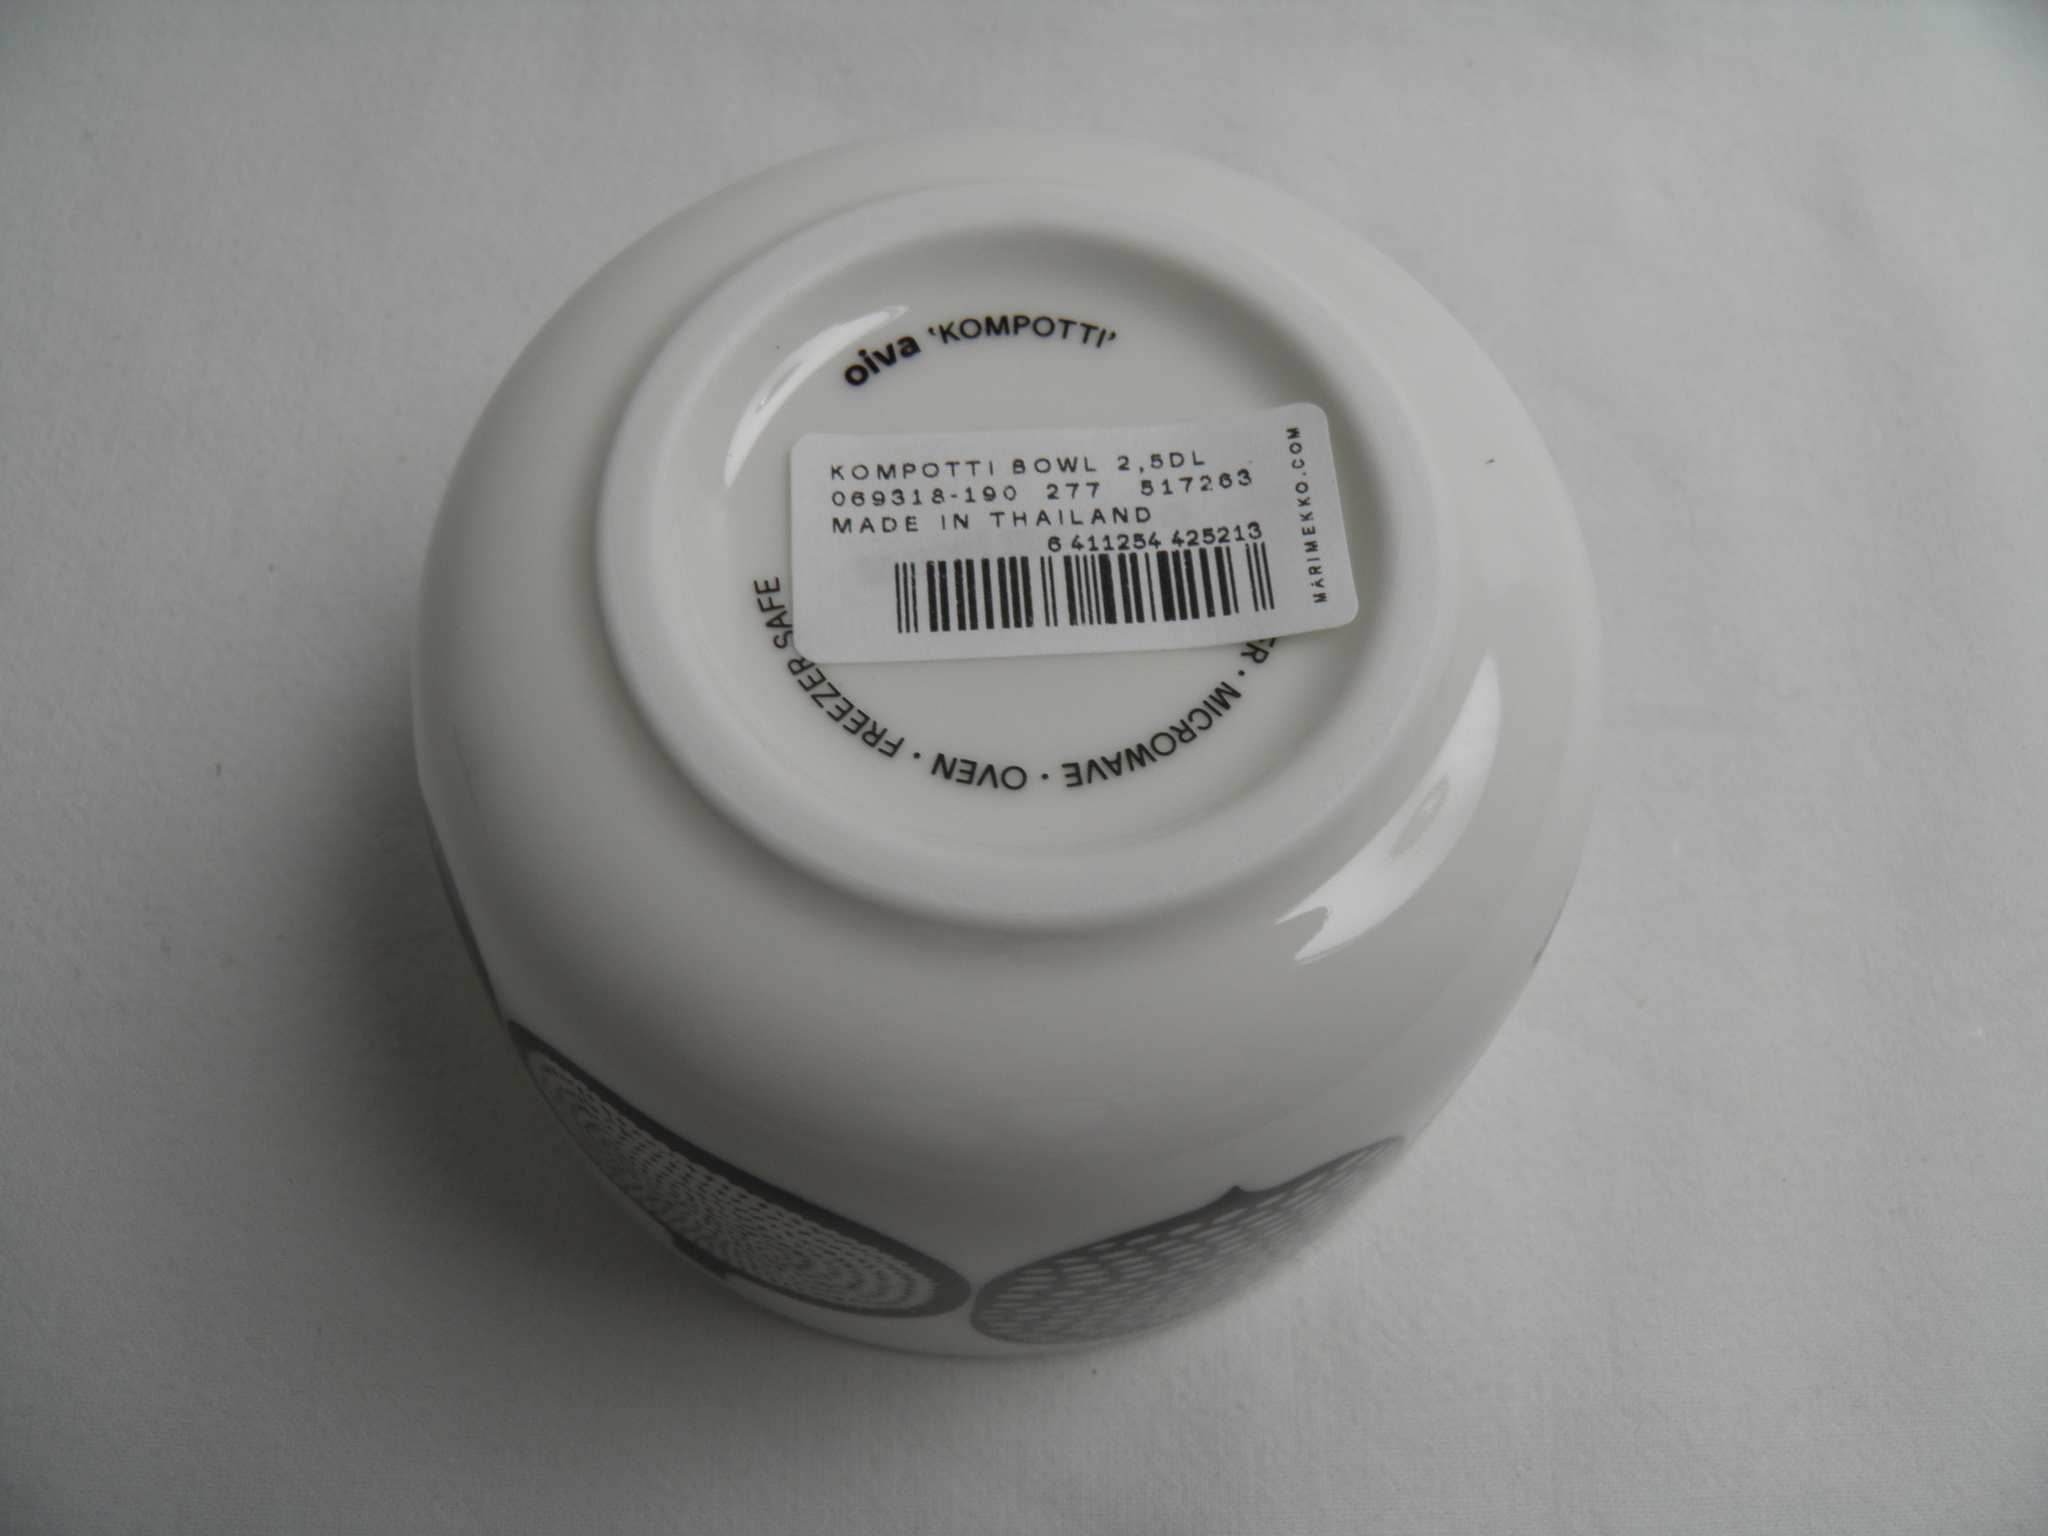 oiva ‘KOMPOTTI’
KOMPOTTI BOWL 2,5DL
069318-190 277 517263
MADE IN THAILAND
6 411254 425213
MARIMEKKO.COM
· MICROWAVE · OVEN · FREEZER SAFE